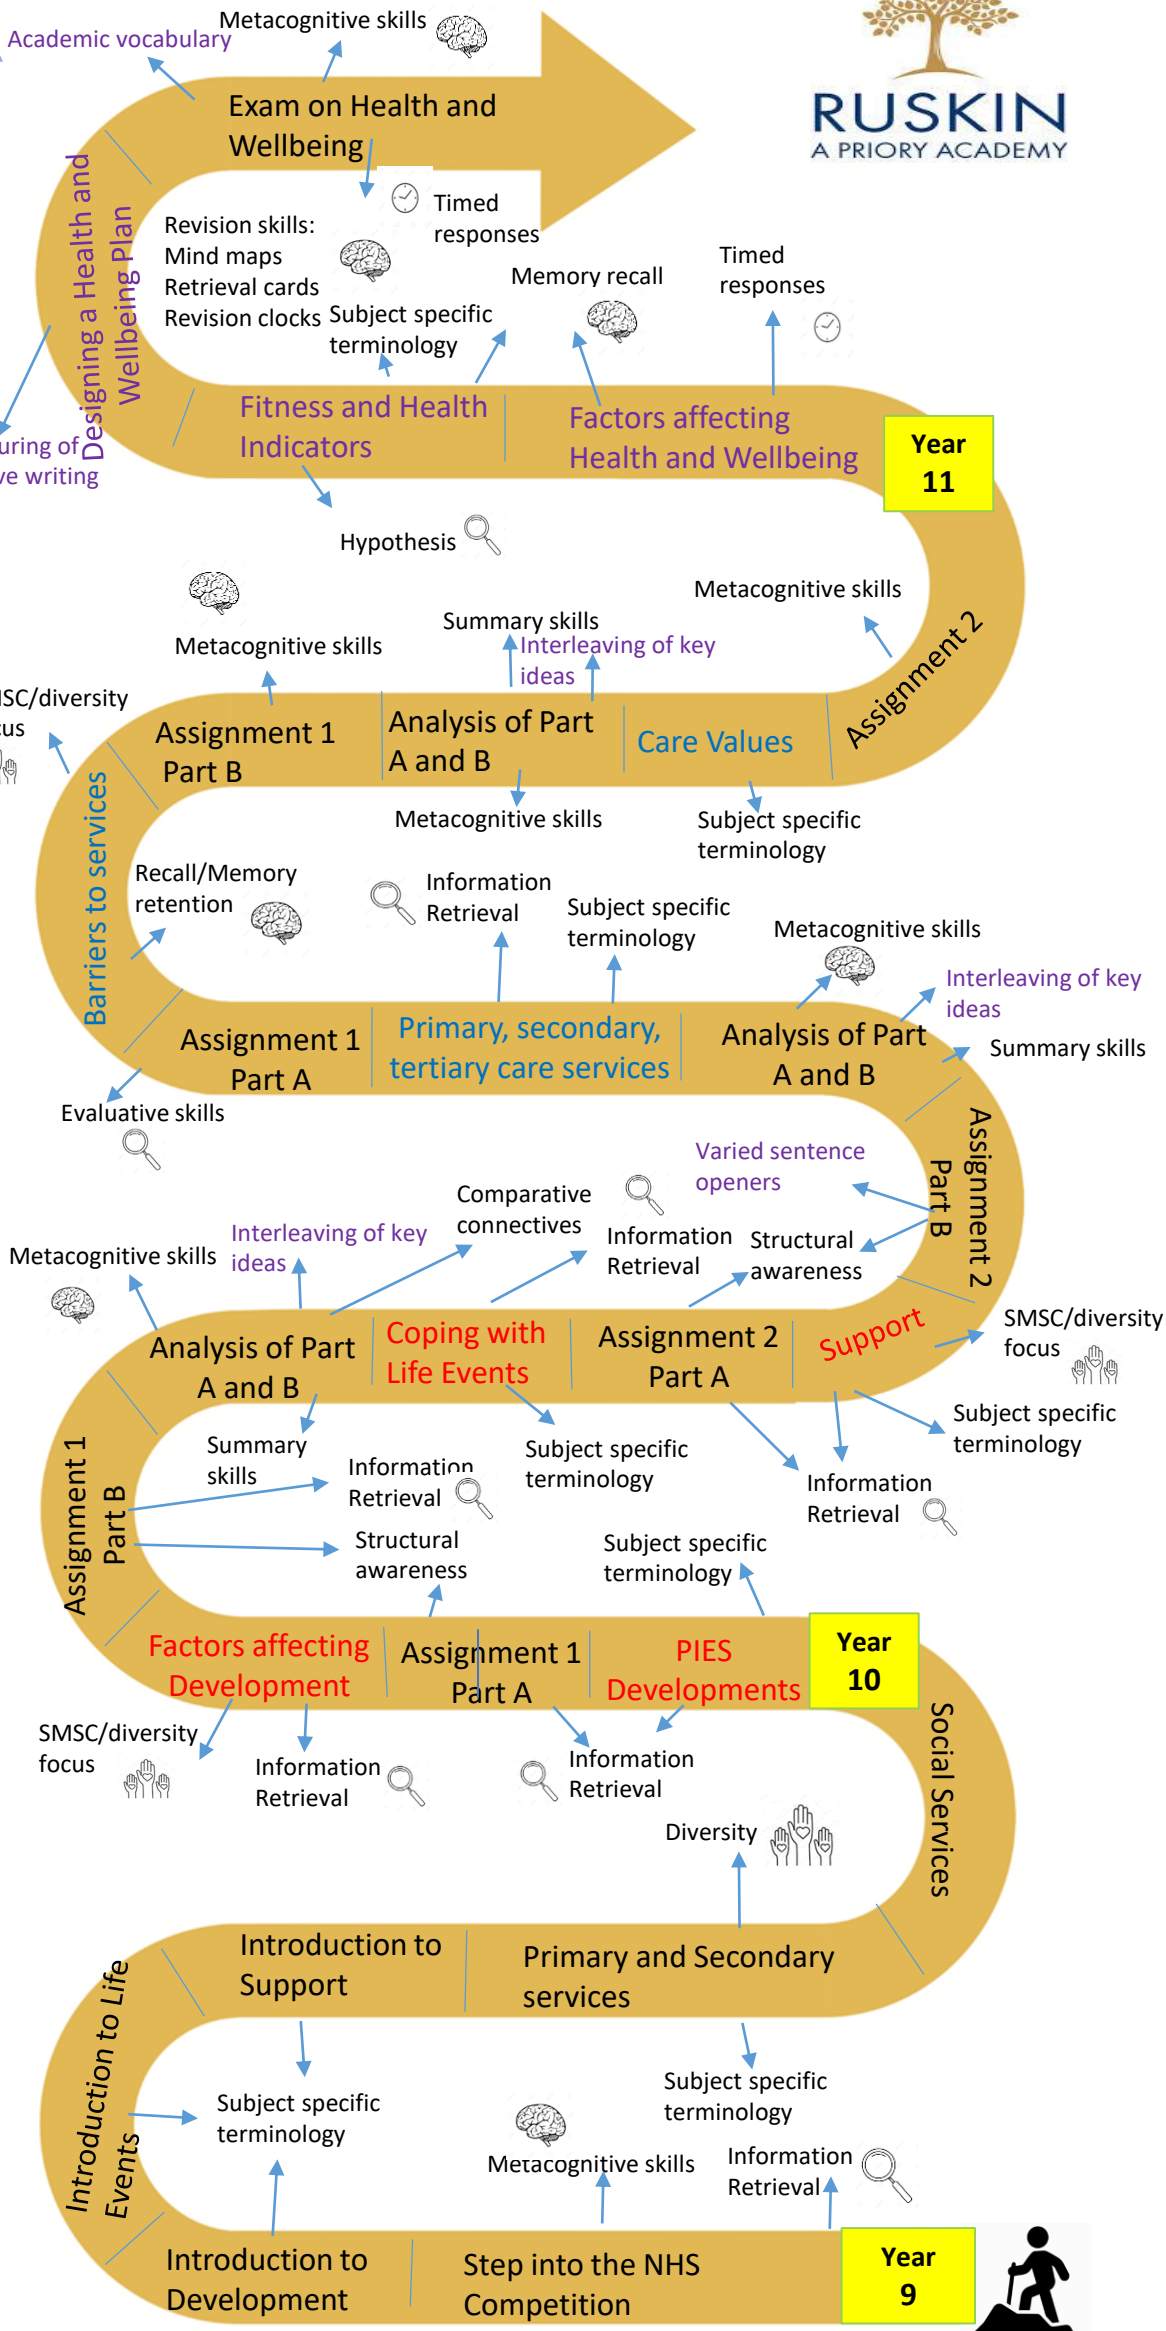 Metacognitive skills
Academic vocabulary
RUSKIN
A PRIORY ACADEMY
Exam on Health and
Wellbeing
Designing a Health and
Wellbeing Plan
Timed
responses
Revision skills:
Mind maps
Retrieval cards
Revision clocks
Subject specific
terminology
Memory recall
Timed
responses
Fitness and Health
Indicators
Factors affecting
Health and Wellbeing
Year
11
uring of
ve writing
Hypothesis
Metacognitive skills
Metacognitive skills
Summary skills
Interleaving of key
ideas
Assignment 2
SC/diversity
cus
Assignment 1
Part B
Analysis of Part
A and B
Care Values
Metacognitive skills
Subject specific
terminology
Barriers to services
Recall/Memory
retention
Information
Retrieval
Subject specific
terminology
Metacognitive skills
Interleaving of key
ideas
Summary skills
Assignment 1
Part A
Primary, secondary,
tertiary care services
Analysis of Part
A and B
Evaluative skills
Assignment 2
Part B
Varied sentence
openers
Comparative
connectives
Information
Retrieval
Structural
awareness
Interleaving of key
ideas
Metacognitive skills
Analysis of Part
A and B
Coping with
Life Events
Assignment 2
Part A
Support
SMSC/diversity
focus
Subject specific
terminology
Summary
skills
Information
Retrieval
Subject specific
terminology
Information
Retrieval
Assignment 1
Part B
Structural
awareness
Subject specific
terminology
Factors affecting
Development
Assignment 1
Part A
PIES
Developments
Year
10
SMSC/diversity
focus
Information
Retrieval
Information
Retrieval
Social Services
Diversity
Introduction to
Support
Primary and Secondary
services
Introduction to Life
Events
Subject specific
terminology
Subject specific
terminology
Metacognitive skills
Information
Retrieval
Introduction to
Development
Step into the NHS
Competition
Year
9